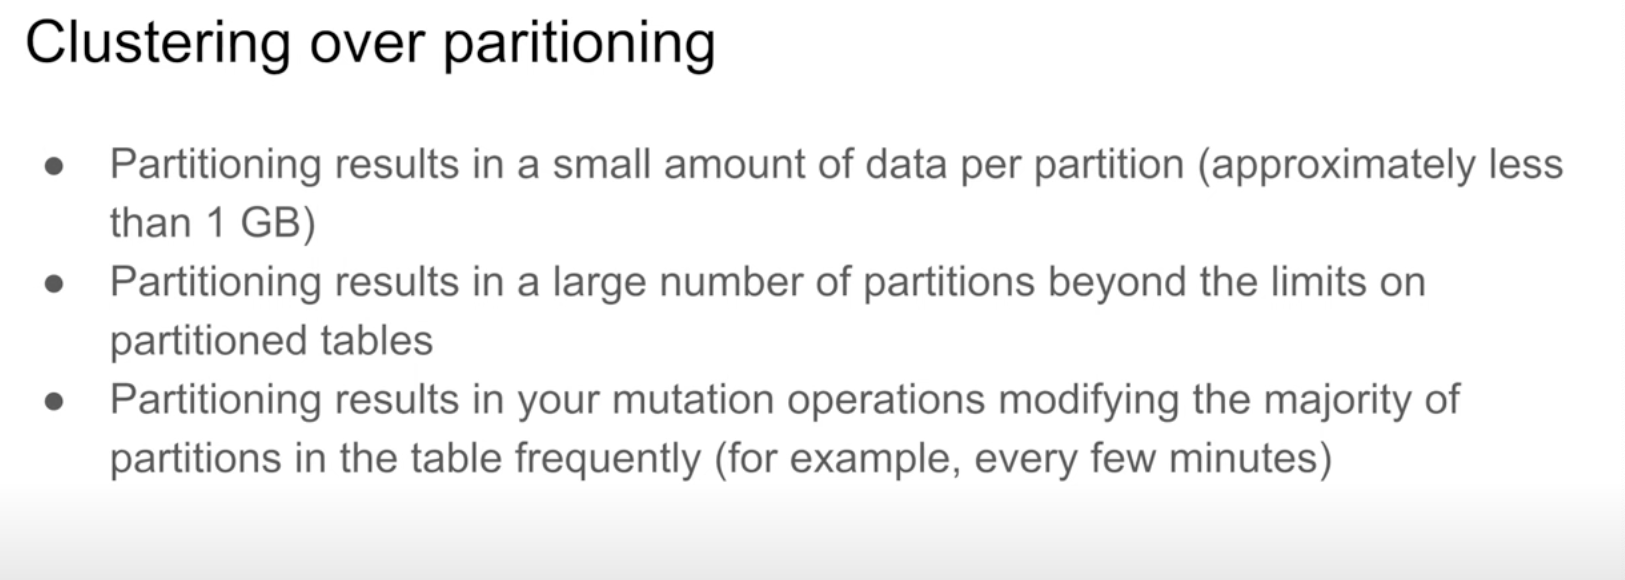 Clustering over paritioning
● Partitioning results in a small amount of data per partition (approximately less
than 1 GB)
● Partitioning results in a large number of partitions beyond the limits on
partitioned tables
● Partitioning results in your mutation operations modifying the majority of
partitions in the table frequently (for example, every few minutes)